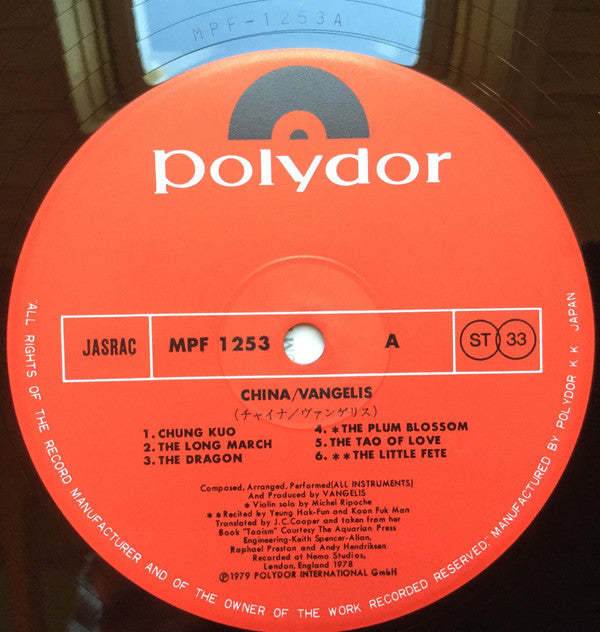 MPF-1253A
polydor
JASRAC MPF 1253 A ST 33
CHINA/VANGELIS
(チャイナ/ヴァンゲリス)
1. CHUNG KUO
2. THE LONG MARCH
3. THE DRAGON
4. *THE PLUM BLOSSOM
5. THE TAO OF LOVE
6. **THE LITTLE FETE
Composed, Arranged, Performed(ALL INSTRUMENTS)
And Produced by VANGELIS
* Violin solo by Michel Ripoche
**Recited by Yeung Hak-Fun and Koon Fuk Man
Translated by J.C.Cooper and taken from her
Book "Taoism" Courtesy The Aquarian Press
Engineering-Keith Spencer-Allan,
Raphael Preston and Andy Hendriksen
Recorded at Nemo Studios,
London, England 1978
Ⓟ1979 POLYDOR INTERNATIONAL GmbH
"ALL RIGHTS OF THE RECORD MANUFACTURER AND OF THE OWNER OF THE WORK RECORDED RESERVED" MANUFACTURED BY POLYDOR K.K. JAPAN